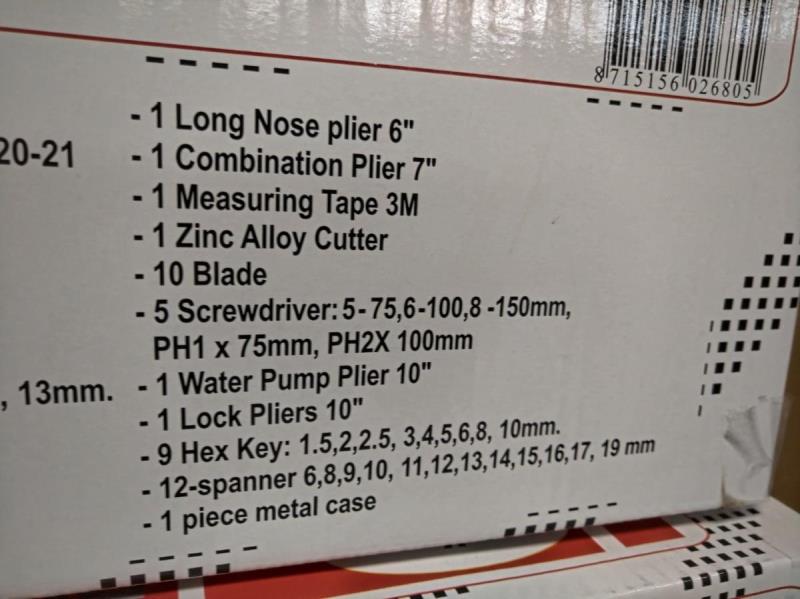 8 715156 026805
- 1 Long Nose plier 6"
20-21
- 1 Combination Plier 7"
- 1 Measuring Tape 3M
- 1 Zinc Alloy Cutter
- 10 Blade
- 5 Screwdriver: 5-75,6-100,8 -150mm,
PH1 x 75mm, PH2X 100mm
, 13mm.
- 1 Water Pump Plier 10"
- 1 Lock Pliers 10"
- 9 Hex Key: 1.5,2,2.5, 3,4,5,6,8, 10mm.
- 12-spanner 6,8,9,10, 11,12,13,14,15,16,17, 19 mm
- 1 piece metal case